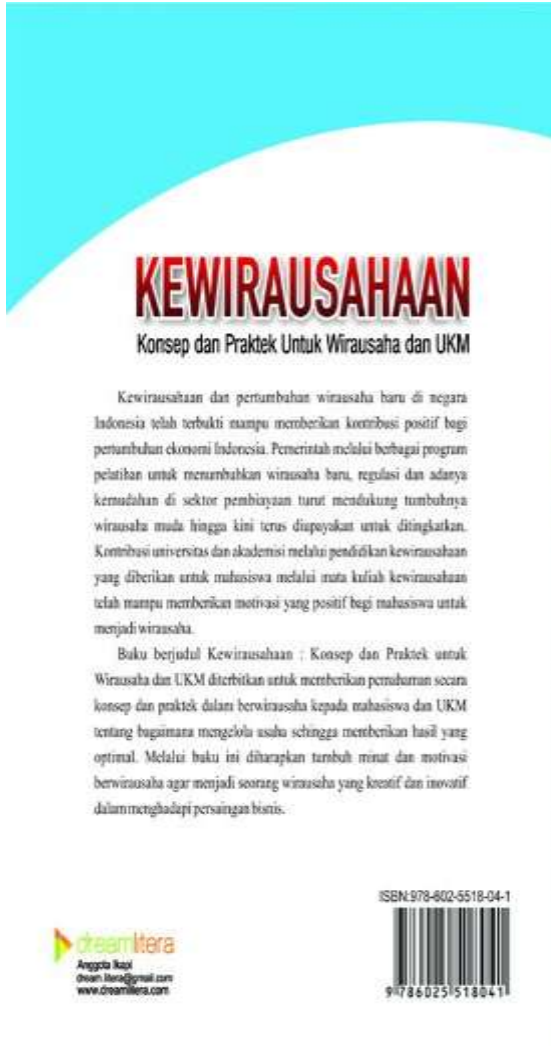 KEWIRAUSAHAAN
Konsep dan Praktek Untuk Wirausaha dan UKM
Kewirausahaan dan pertumbuhan wirausaha baru di negara
Indonesia telah terbukti mampu memberikan kontribusi positif bagi
pertumbuhan ekonomi Indonesia. Pemerintah melalui berbagai program
pelatihan untuk menumbuhkan wirausaha baru, regulasi dan adanya
kemudahan di sektor pembiayaan turut mendukung tumbuhnya
wirausaha muda hingga kini terus diupayakan untuk ditingkatkan.
Kontribusi universitas dan akademisi melalui pendidikan kewirausahaan
yang diberikan untuk mahasiswa melalui mata kuliah kewirausahaan
telah mampu memberikan motivasi yang positif bagi mahasiswa untuk
menjadi wirausaha.
Buku berjudul Kewirausahaan : Konsep dan Praktek untuk
Wirausaha dan UKM diterbitkan untuk memberikan pemahaman secara
konsep dan praktek dalam berwirausaha kepada mahasiswa dan UKM
tentang bagaimana mengelola usaha sehingga memberikan hasil yang
optimal. Melalui buku ini diharapkan tumbuh minat dan motivasi
berwirausaha agar menjadi seorang wirausaha yang kreatif dan inovatif
dalam menghadapi persaingan bisnis.
ISBN:978-602-5518-04-1
dreamlitera
Anggota Ikapi
dream.litera@gmail.com
www.dreamlitera.com
9 786025 518041